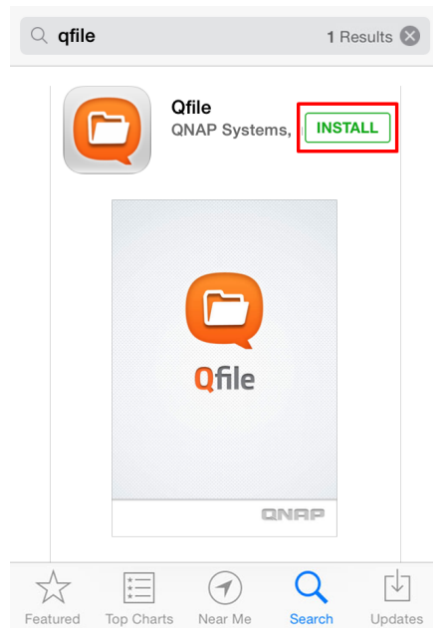 qfile 1 Results
Qfile
QNAP Systems,
INSTALL
Qfile
QNAP
Featured Top Charts Near Me Search Updates